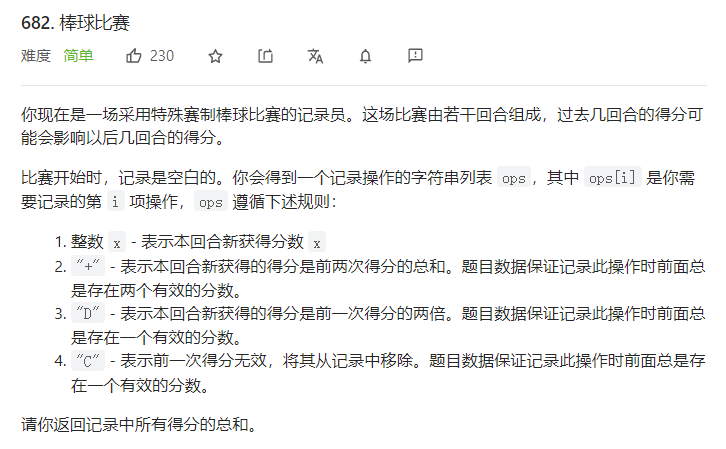 682. 棒球比赛
难度 简单 230
你现在是一场采用特殊赛制棒球比赛的记录员。这场比赛由若干回合组成，过去几回合的得分可
能会影响以后几回合的得分。
比赛开始时，记录是空白的。你会得到一个记录操作的字符串列表 ops，其中 ops[i] 是你需
要记录的第 i 项操作，ops 遵循下述规则：
1. 整数 x - 表示本回合新获得分数 x
2. "+" - 表示本回合新获得的得分是前两次得分的总和。题目数据保证记录此操作时前面总
是存在两个有效的分数。
3. "D" - 表示本回合新获得的得分是前一次得分的两倍。题目数据保证记录此操作时前面总
是存在一个有效的分数。
4. "C" - 表示前一次得分无效，将其从记录中移除。题目数据保证记录此操作时前面总是存
在一个有效的分数。
请你返回记录中所有得分的总和。